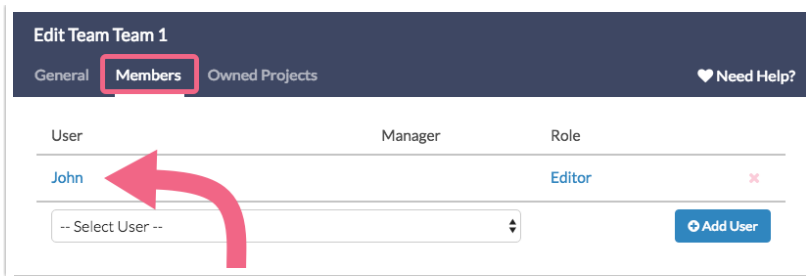 Edit Team Team 1
General Members Owned Projects Need Help?
User Manager Role
John Editor
-- Select User -- Add User